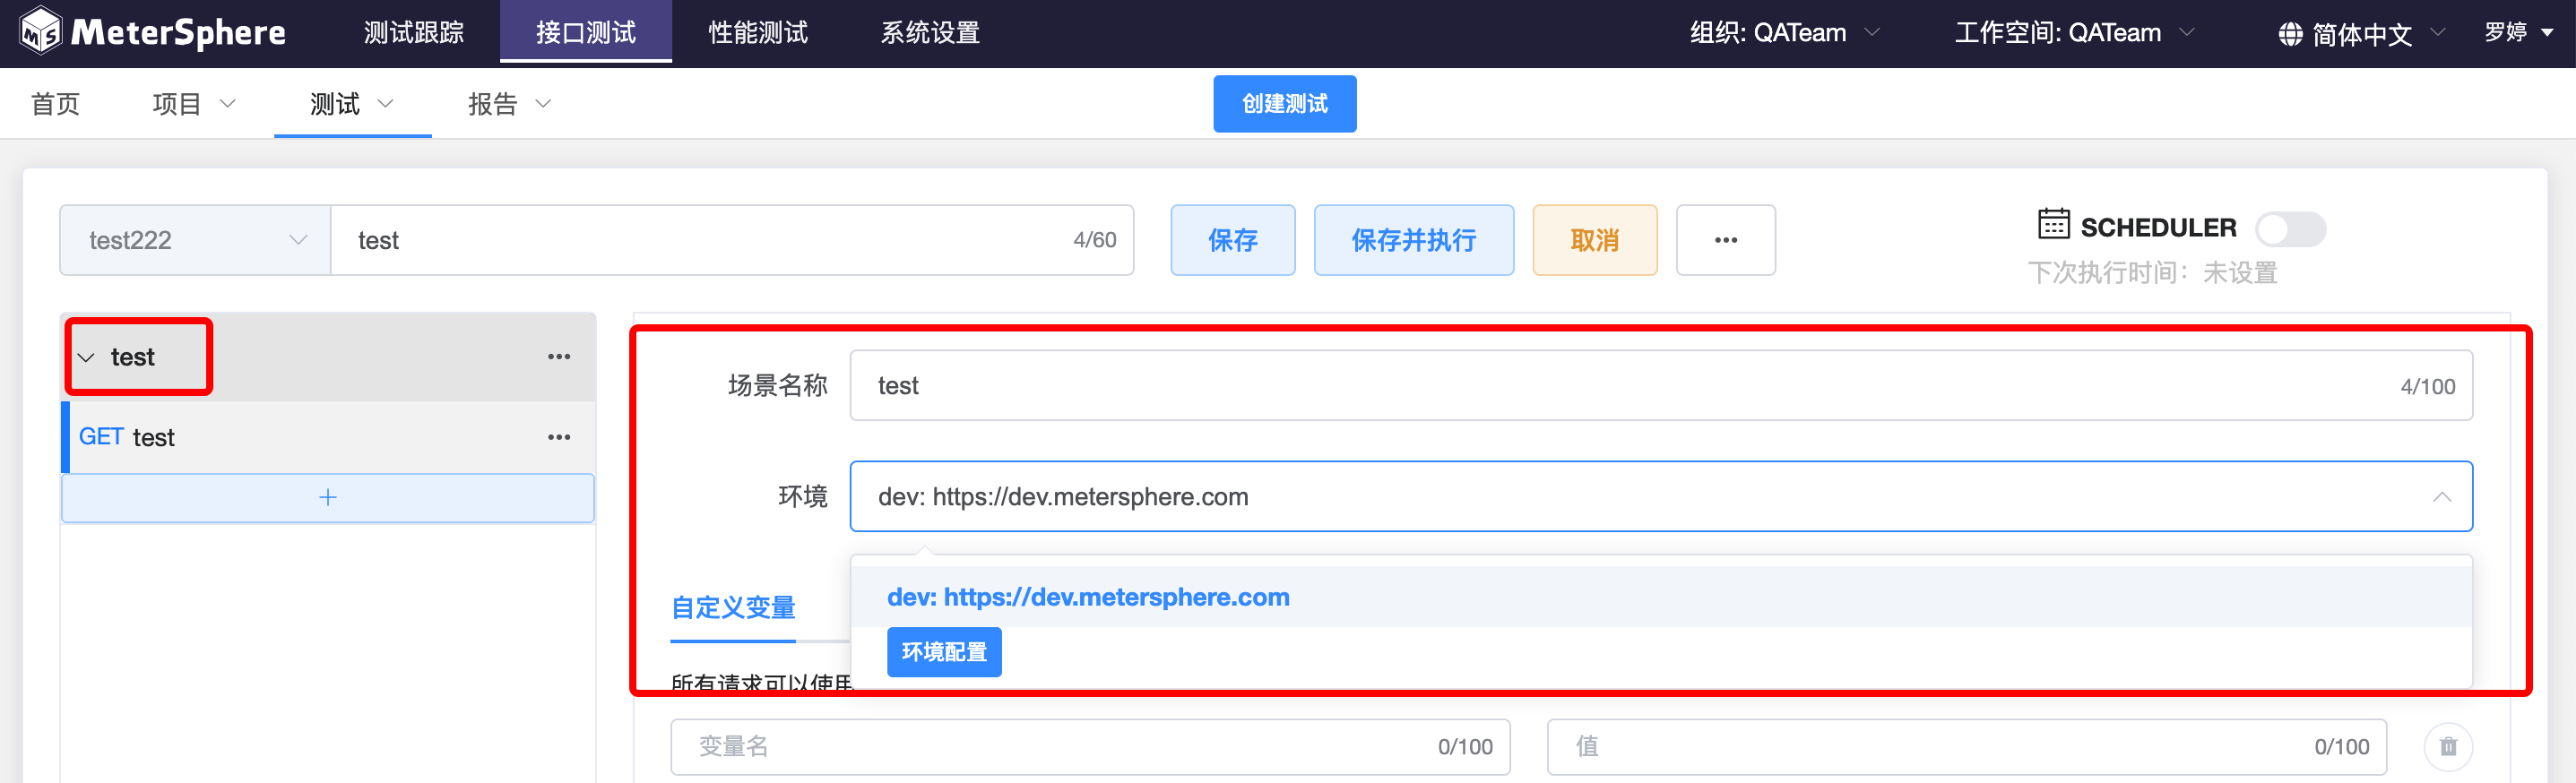 MeterSphere 测试跟踪 接口测试 性能测试 系统设置 组织: QATeam 工作空间: QATeam 简体中文 罗婷
首页 项目 测试 报告 创建测试
test222 test 4/60 保存 保存并执行 取消 ••• SCHEDULER
下次执行时间：未设置
test •••
GET test •••
+
场景名称 test 4/100
环境 dev: https://dev.metersphere.com
dev: https://dev.metersphere.com
自定义变量
环境配置
所有请求可以使用
变量名 0/100 值 0/100